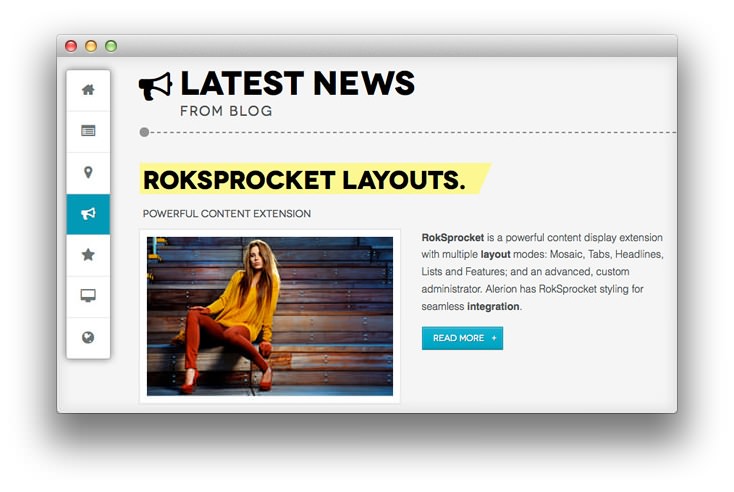 LATEST NEWS
FROM BLOG
ROKSPROCKET LAYOUTS.
POWERFUL CONTENT EXTENSION
RokSprocket is a powerful content display extension
with multiple layout modes: Mosaic, Tabs, Headlines,
Lists and Features; and an advanced, custom
administrator. Alerion has RokSprocket styling for
seamless integration.
READ MORE +